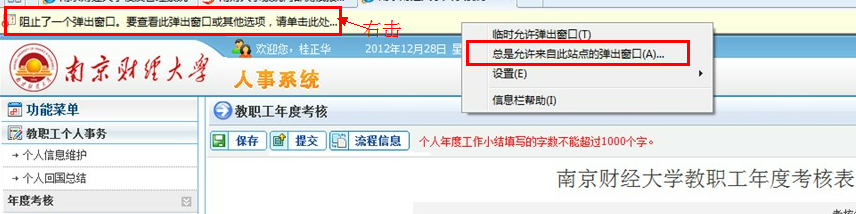 阻止了一个弹出窗口。要查看此弹出窗口或其他选项，请单击此处...
右击
临时允许弹出窗口(T)
总是允许来自此站点的弹出窗口(A)...
设置(E)
信息栏帮助(I)
欢迎您：桂正华 2012年12月28日 星
南京财经大学 人事系统
功能菜单
教职工个人事务
个人信息维护
个人回国总结
年度考核
教职工年度考核
保存 提交 流程信息 个人年度工作小结填写的字数不能超过1000个字。
南京财经大学教职工年度考核表